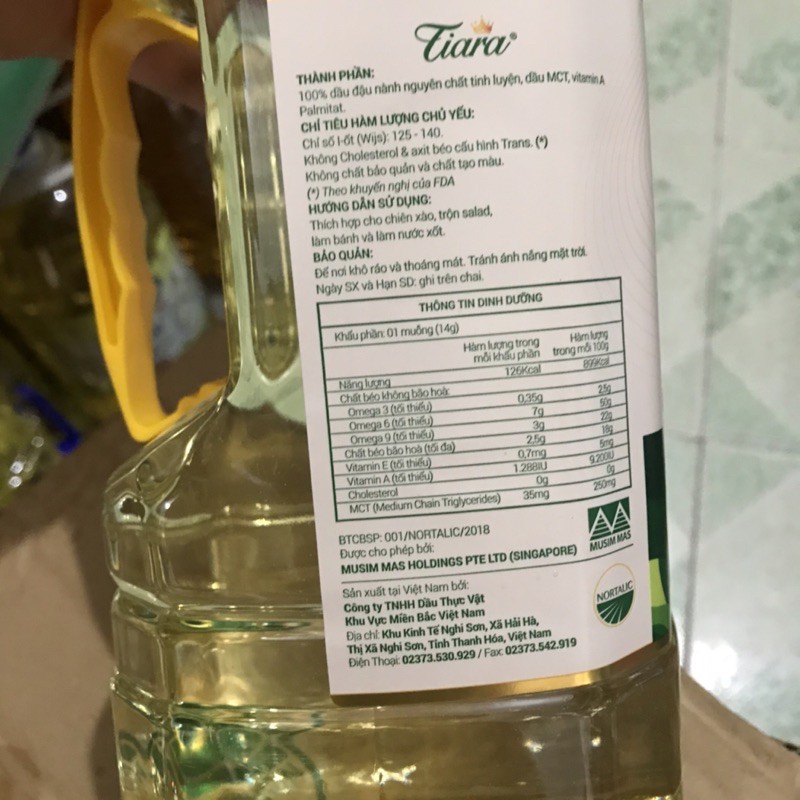 Tiara®
THÀNH PHẦN:
100% dầu đậu nành nguyên chất tinh luyện, dầu MCT, vitamin A
Palmitat.
CHỈ TIÊU HÀM LƯỢNG CHỦ YẾU:
Chỉ số I-ốt (Wijs): 125 - 140.
Không Cholesterol & axit béo cấu hình Trans. (*)
Không chất bảo quản và chất tạo màu.
(*) Theo khuyến nghị của FDA
HƯỚNG DẪN SỬ DỤNG:
Thích hợp cho chiên xào, trộn salad,
làm bánh và làm nước xốt.
BẢO QUẢN:
Để nơi khô ráo và thoáng mát. Tránh ánh nắng mặt trời.
Ngày SX và Hạn SD: ghi trên chai.
THÔNG TIN DINH DƯỠNG
Khẩu phần: 01 muỗng (14g)
Hàm lượng trong mỗi khẩu phần Hàm lượng trong mỗi 100g
Năng lượng 126Kcal 899Kcal
Chất béo không bão hoà:
Omega 3 (tối thiểu) 0,35g 2,5g
Omega 6 (tối thiểu) 7g 50g
Omega 9 (tối thiểu) 3g 22g
Chất béo bão hoà (tối đa) 2,5g 18g
Vitamin E (tối thiểu) 0,7mg 5mg
Vitamin A (tối thiểu) 1.288IU 9.200IU
Cholesterol 0g 0g
MCT (Medium Chain Triglycerides) 35mg 250mg
BTCBSP: 001/NORTALIC/2018
Được cho phép bởi:
MUSIM MAS HOLDINGS PTE LTD (SINGAPORE)
MUSIM MAS
Sản xuất tại Việt Nam bởi:
Công ty TNHH Dầu Thực Vật
Khu Vực Miền Bắc Việt Nam
Địa chỉ: Khu Kinh Tế Nghi Sơn, Xã Hải Hà,
Thị Xã Nghi Sơn, Tỉnh Thanh Hóa, Việt Nam
Điện Thoại: 02373.530.929 / Fax: 02373.542.919
NORTALIC